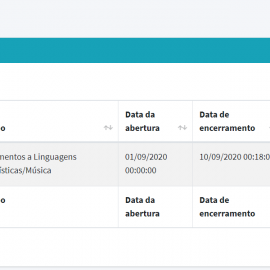 Data da Data de
o abertura encerramento
mentos a Linguagens 01/09/2020 10/09/2020 00:18:0
ísticas/Música 00:00:00
Data da Data de
o abertura encerramento